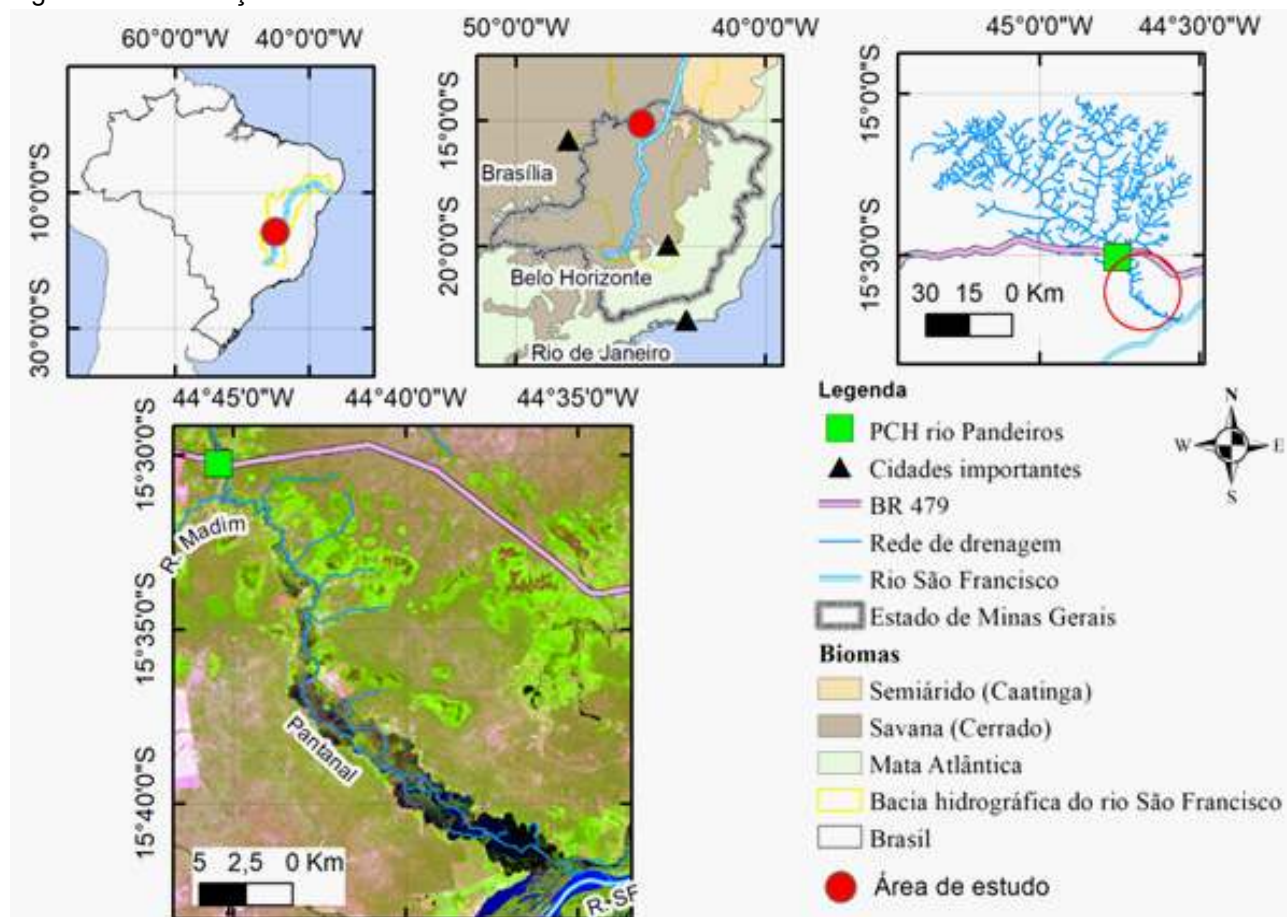 60°0'0"W 40°0'0"W
10°0'0"S
30°0'0"S
50°0'0"W 40°0'0"W
15°0'0"S
20°0'0"S
Brasília
Belo Horizonte
Rio de Janeiro
45°0'0"W 44°30'0"W
15°0'0"S
15°30'0"S
30 15 0 Km
44°45'0"W 44°40'0"W 44°35'0"W
15°30'0"S
15°35'0"S
15°40'0"S
R. Madim
Pantanal
5 2,5 0 Km
R. SF
Legenda
PCH rio Pandeiros
Cidades importantes
BR 479
Rede de drenagem
Rio São Francisco
Estado de Minas Gerais
Biomas
Semiárido (Caatinga)
Savana (Cerrado)
Mata Atlântica
Bacia hidrográfica do rio São Francisco
Brasil
Área de estudo
N
W E
S